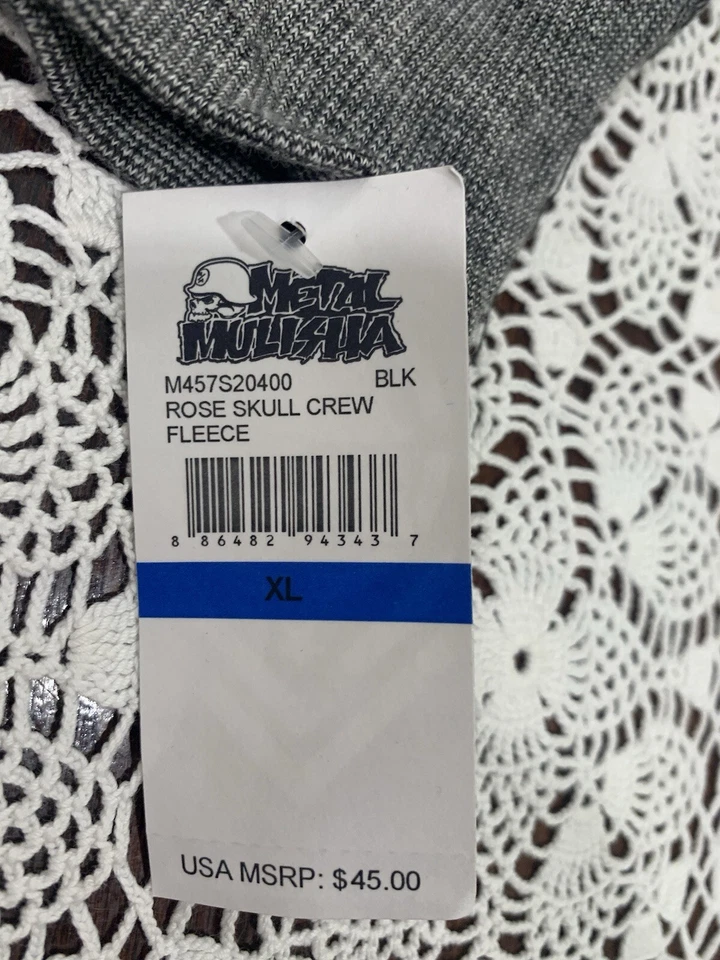 METAL
MULISHA
M457S20400 BLK
ROSE SKULL CREW
FLEECE
8 86482 94343 7
XL
USA MSRP: $45.00